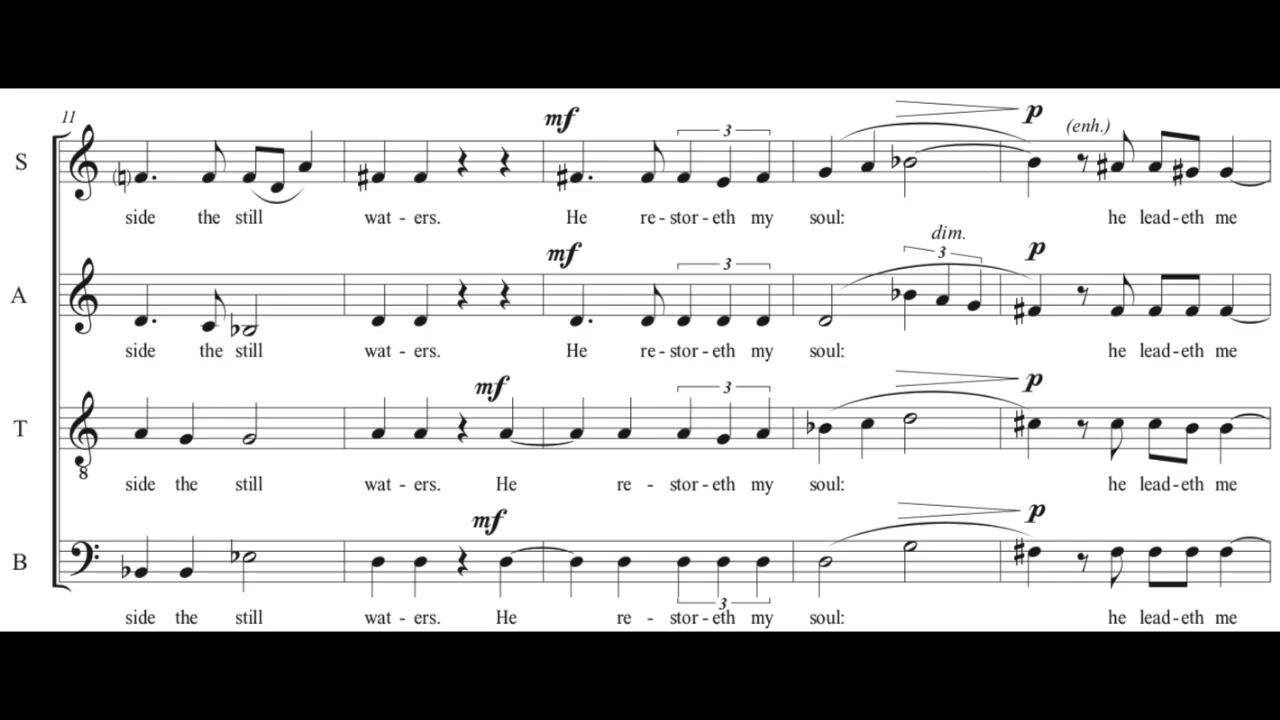 11
mf
3
p
(enh.)
S
side the still wat - ers. He re - stor - eth my soul: he lead - eth me
mf
3
dim.
3
p
A
side the still wat - ers. He re - stor - eth my soul: he lead - eth me
mf
3
p
T
8
side the still wat - ers. He re - stor - eth my soul: he lead - eth me
mf
p
B
3
side the still wat - ers. He re - stor - eth my soul: he lead - eth me